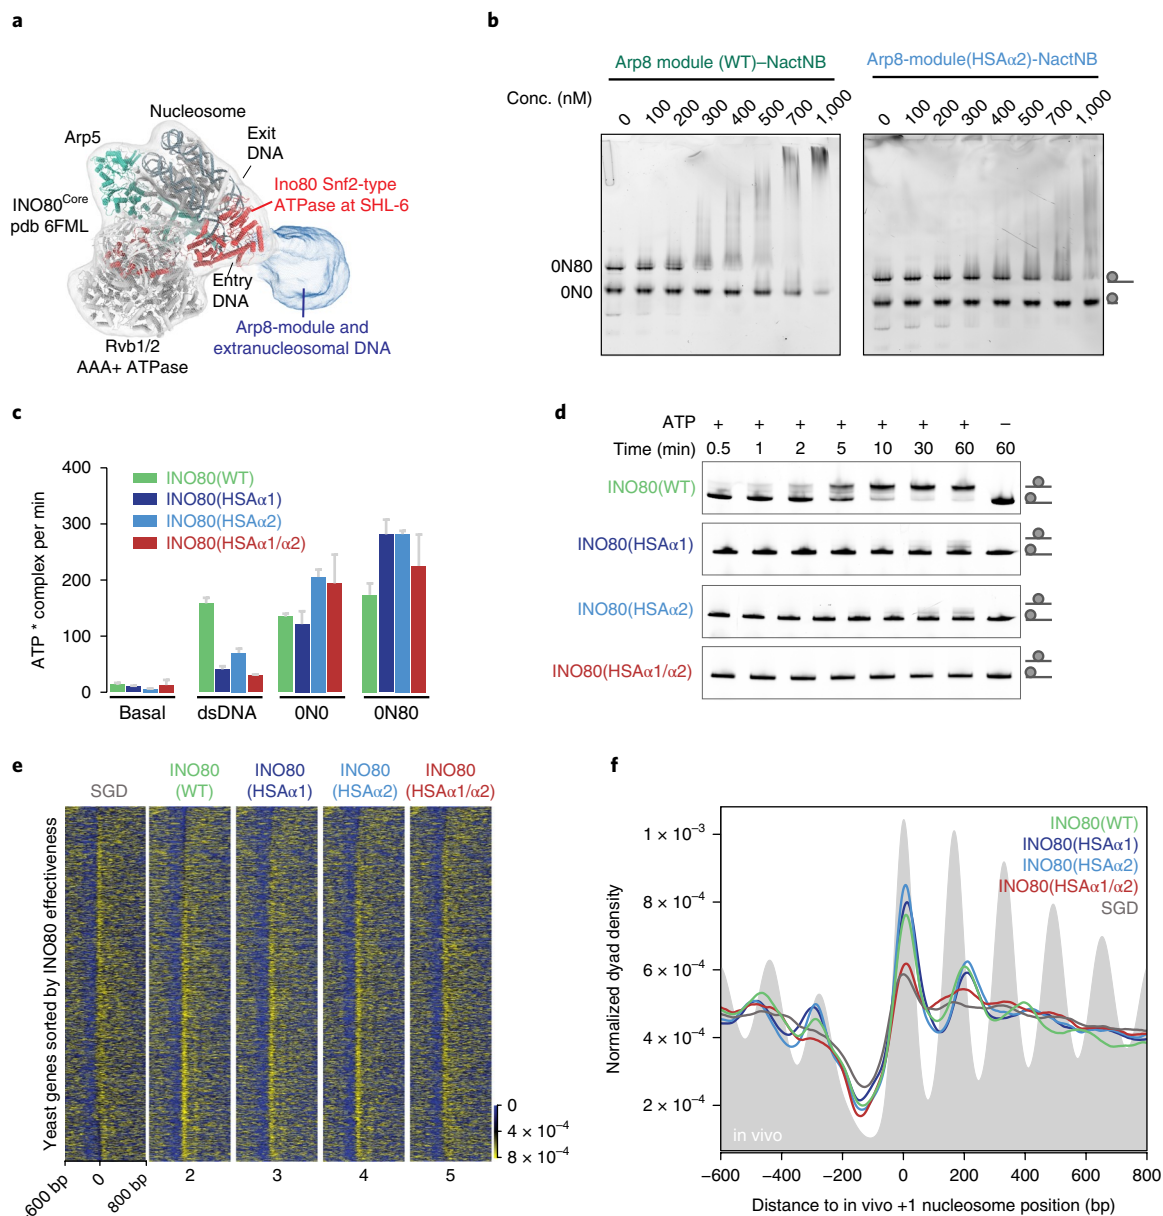 a
Nucleosome
Arp5
Exit
DNA
Ino80 Snf2-type
ATPase at SHL-6
INO80Core
pdb 6FML
Entry
DNA
Arp8-module and
extranucleosomal DNA
Rvb1/2
AAA+ ATPase
b
Arp8 module (WT)–NactNB
Arp8-module(HSAα2)-NactNB
Conc. (nM)
0 100 200 300 400 500 700 1,000
0 100 200 300 400 500 700 1,000
0N80
0N0
c
ATP * complex per min
400
300
200
100
0
INO80(WT)
INO80(HSAα1)
INO80(HSAα2)
INO80(HSAα1/α2)
Basal dsDNA 0N0 0N80
d
ATP + + + + + + + –
Time (min) 0.5 1 2 5 10 30 60 60
INO80(WT)
INO80(HSAα1)
INO80(HSAα2)
INO80(HSAα1/α2)
e
SGD
INO80
(WT)
INO80
(HSAα1)
INO80
(HSAα2)
INO80
(HSAα1/α2)
Yeast genes sorted by INO80 effectiveness
0
4 × 10⁻⁴
8 × 10⁻⁴
-600 bp 0 800 bp
2 3 4 5
f
Normalized dyad density
1 × 10⁻³
8 × 10⁻⁴
6 × 10⁻⁴
4 × 10⁻⁴
2 × 10⁻⁴
INO80(WT)
INO80(HSAα1)
INO80(HSAα2)
INO80(HSAα1/α2)
SGD
in vivo
–600 –400 –200 0 200 400 600 800
Distance to in vivo +1 nucleosome position (bp)